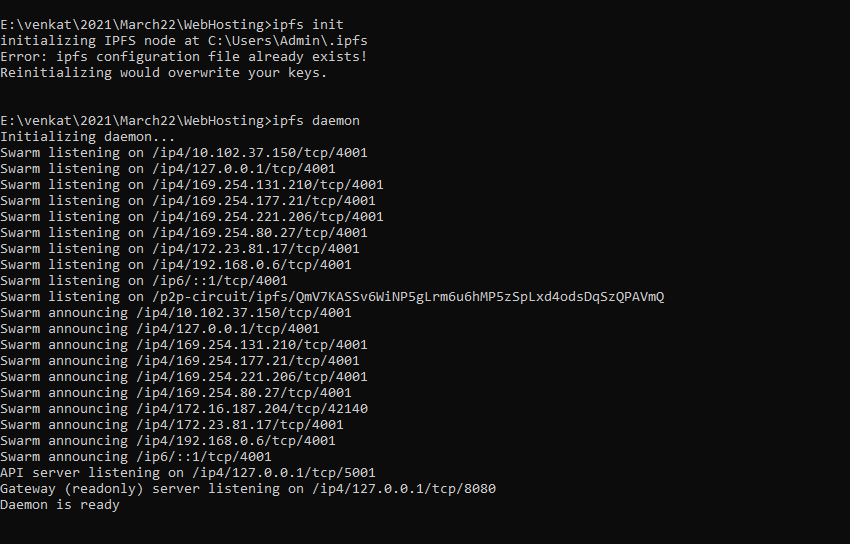 E:\venkat\2021\March22\WebHosting>ipfs init
initializing IPFS node at C:\Users\Admin\.ipfs
Error: ipfs configuration file already exists!
Reinitializing would overwrite your keys.
E:\venkat\2021\March22\WebHosting>ipfs daemon
Initializing daemon...
Swarm listening on /ip4/10.102.37.150/tcp/4001
Swarm listening on /ip4/127.0.0.1/tcp/4001
Swarm listening on /ip4/169.254.131.210/tcp/4001
Swarm listening on /ip4/169.254.177.21/tcp/4001
Swarm listening on /ip4/169.254.221.206/tcp/4001
Swarm listening on /ip4/169.254.80.27/tcp/4001
Swarm listening on /ip4/172.23.81.17/tcp/4001
Swarm listening on /ip4/192.168.0.6/tcp/4001
Swarm listening on /ip6/::1/tcp/4001
Swarm listening on /p2p-circuit/ipfs/QmV7KASSv6WiNP5gLrm6u6hMP5zSpLxd4odsDqSzQPAVmQ
Swarm announcing /ip4/10.102.37.150/tcp/4001
Swarm announcing /ip4/127.0.0.1/tcp/4001
Swarm announcing /ip4/169.254.131.210/tcp/4001
Swarm announcing /ip4/169.254.177.21/tcp/4001
Swarm announcing /ip4/169.254.221.206/tcp/4001
Swarm announcing /ip4/169.254.80.27/tcp/4001
Swarm announcing /ip4/172.16.187.204/tcp/42140
Swarm announcing /ip4/172.23.81.17/tcp/4001
Swarm announcing /ip4/192.168.0.6/tcp/4001
Swarm announcing /ip6/::1/tcp/4001
API server listening on /ip4/127.0.0.1/tcp/5001
Gateway (readonly) server listening on /ip4/127.0.0.1/tcp/8080
Daemon is ready